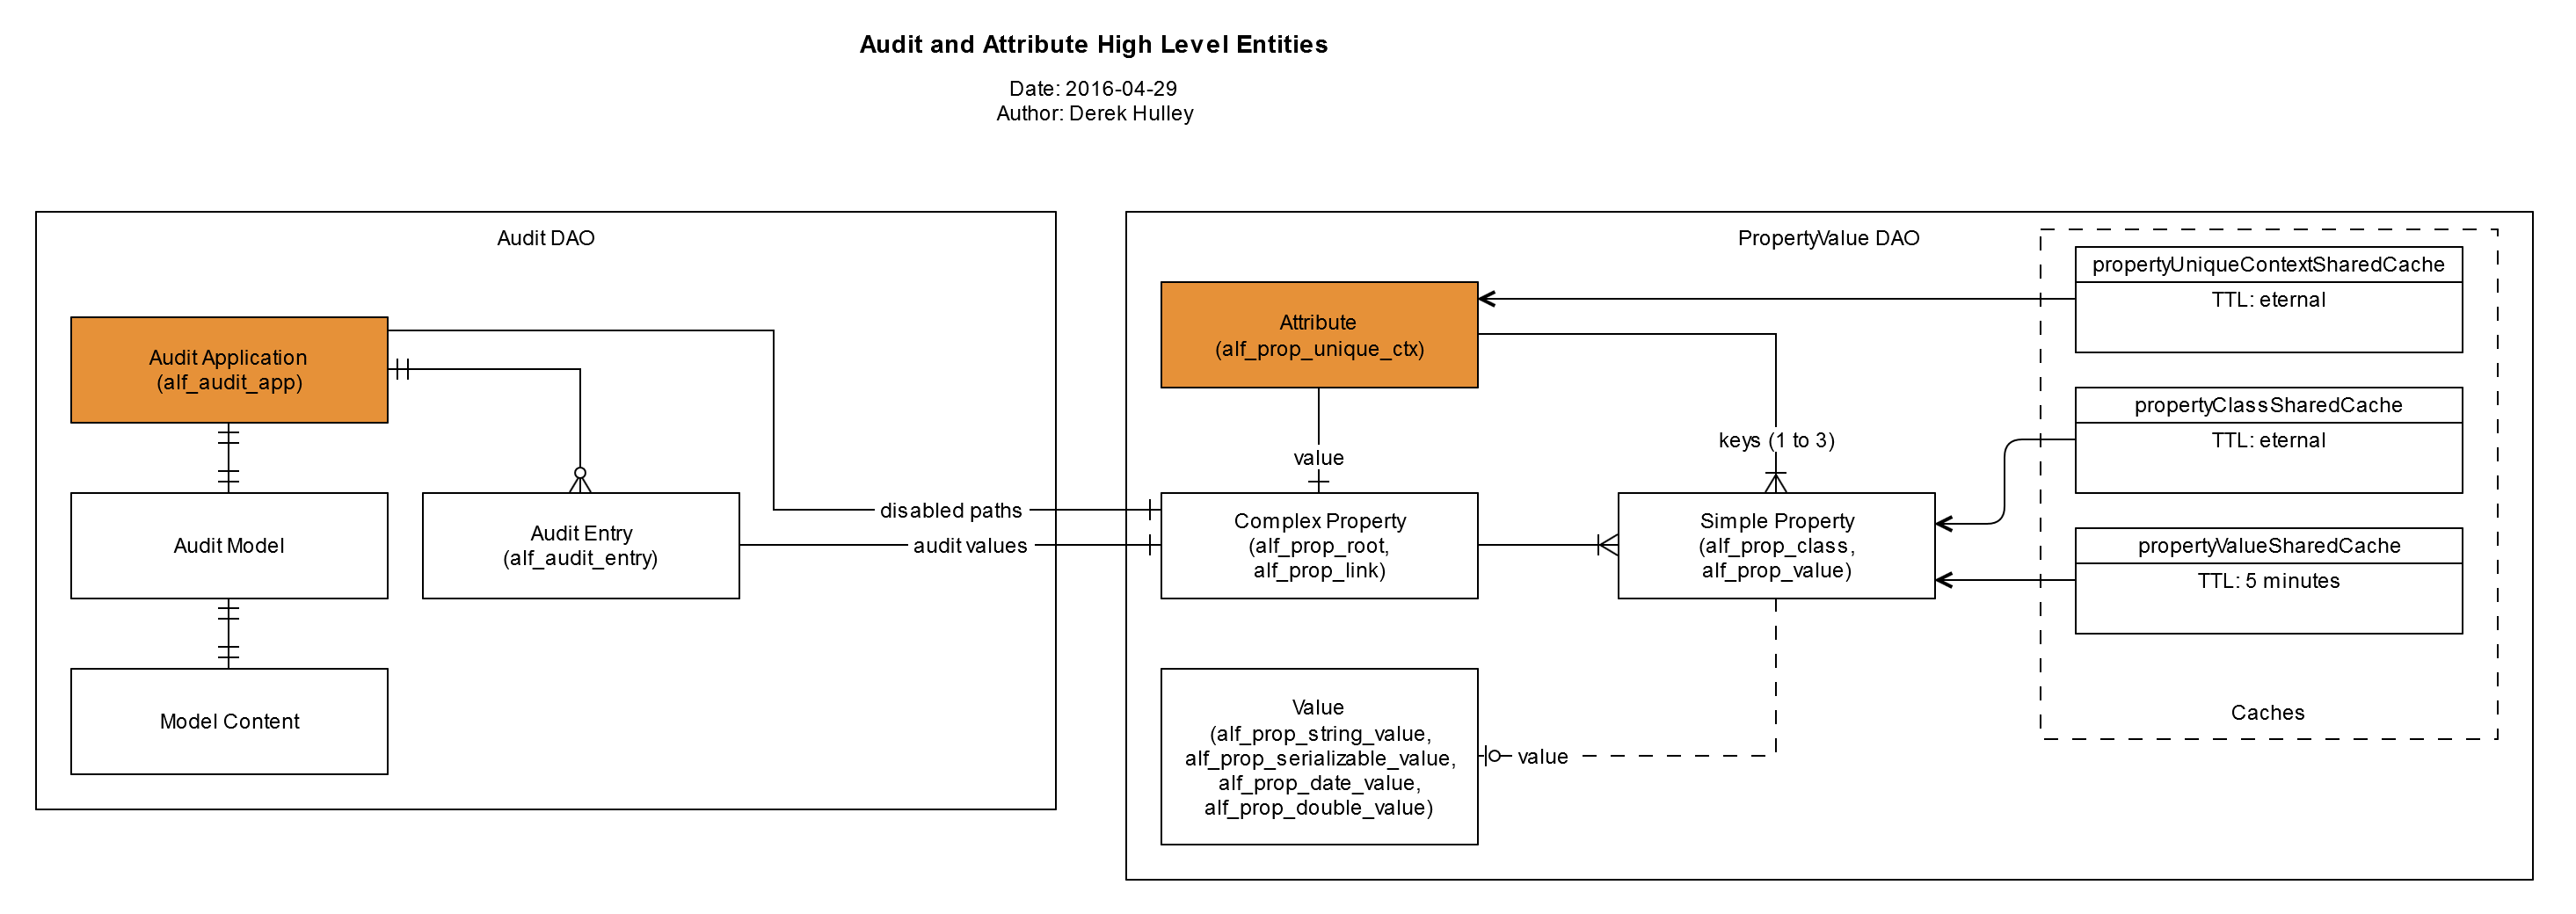 Audit and Attribute High Level Entities
Date: 2016-04-29
Author: Derek Hulley
Audit DAO
Audit Application
(alf_audit_app)
Audit Model
Audit Entry
(alf_audit_entry)
Model Content
disabled paths
audit values
PropertyValue DAO
Attribute
(alf_prop_unique_ctx)
value
keys (1 to 3)
Complex Property
(alf_prop_root,
alf_prop_link)
Simple Property
(alf_prop_class,
alf_prop_value)
Value
(alf_prop_string_value,
alf_prop_serializable_value,
alf_prop_date_value,
alf_prop_double_value)
value
propertyUniqueContextSharedCache
TTL: eternal
propertyClassSharedCache
TTL: eternal
propertyValueSharedCache
TTL: 5 minutes
Caches